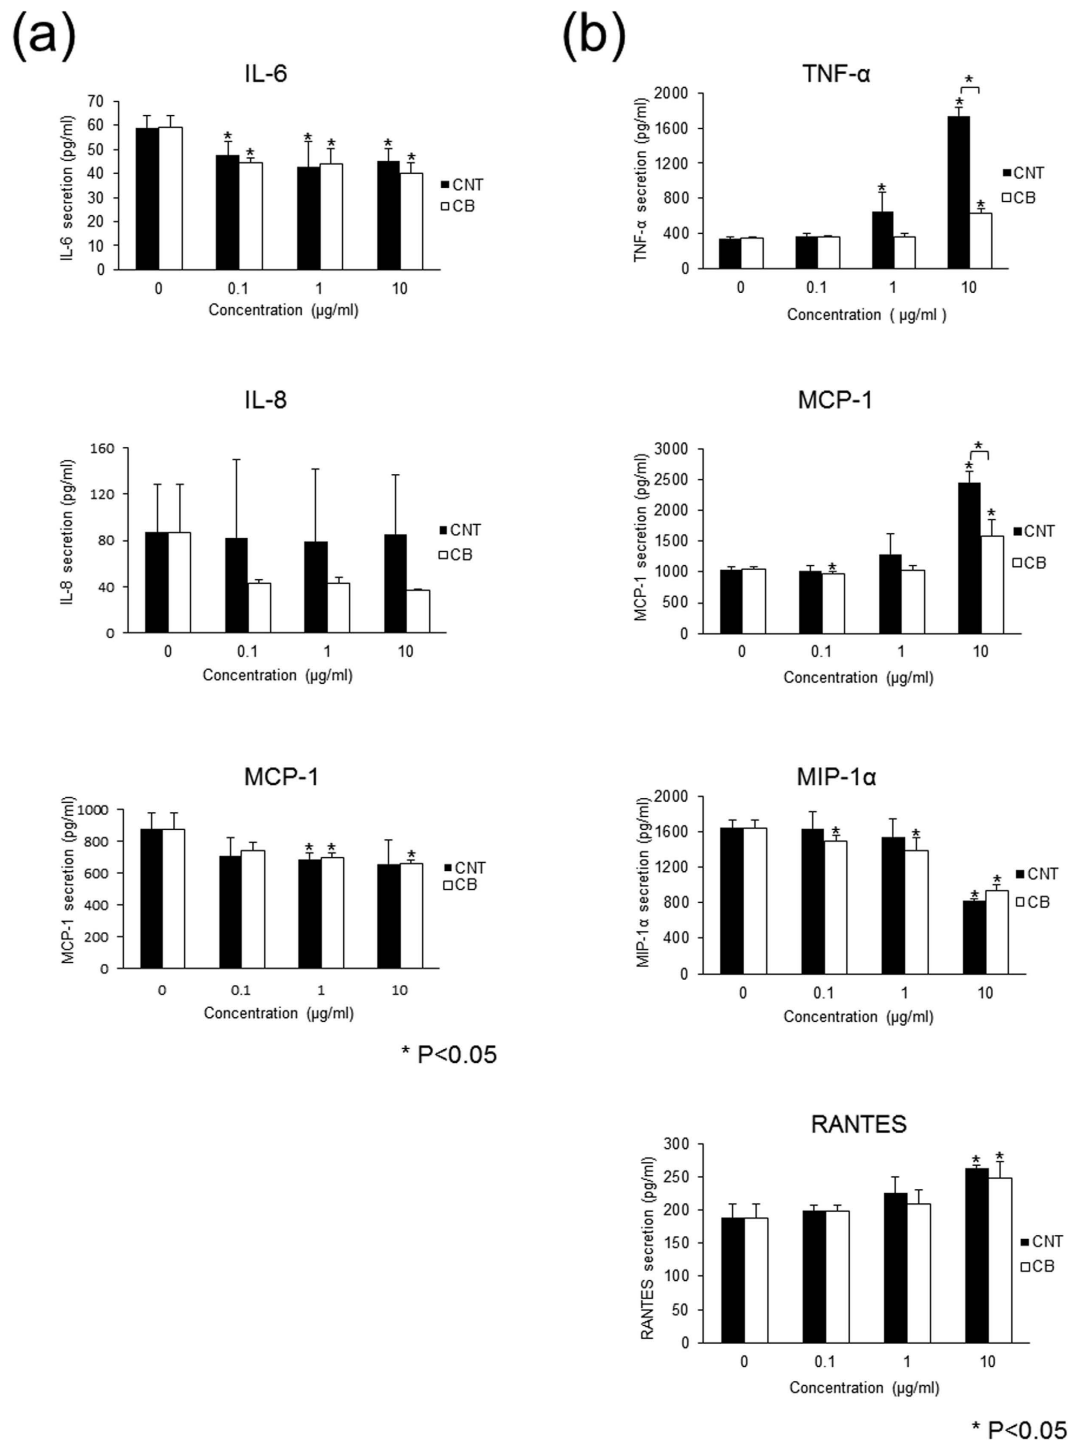 (a)
IL-6
IL-6 secretion (pg/ml)
70
60
50
40
30
20
10
0
* * * * * *
0 0.1 1 10
Concentration (µg/ml)
CNT
CB
IL-8
IL-8 secretion (pg/ml)
160
120
80
40
0
0 0.1 1 10
Concentration (µg/ml)
CNT
CB
MCP-1
MCP-1 secretion (pg/ml)
1000
800
600
400
200
0
* * *
0 0.1 1 10
Concentration (µg/ml)
CNT
CB
* P<0.05
(b)
TNF-α
TNF-α secretion (pg/ml)
2000
1600
1200
800
400
0
* * * *
0 0.1 1 10
Concentration ( µg/ml )
CNT
CB
MCP-1
MCP-1 secretion (pg/ml)
3000
2500
2000
1500
1000
500
0
* * * *
0 0.1 1 10
Concentration (µg/ml)
CNT
CB
MIP-1α
MIP-1α secretion (pg/ml)
2000
1600
1200
800
400
0
* * * *
0 0.1 1 10
Concentration (µg/ml)
CNT
CB
RANTES
RANTES secretion (pg/ml)
300
250
200
150
100
50
0
* *
0 0.1 1 10
Concentration (µg/ml)
CNT
CB
* P<0.05